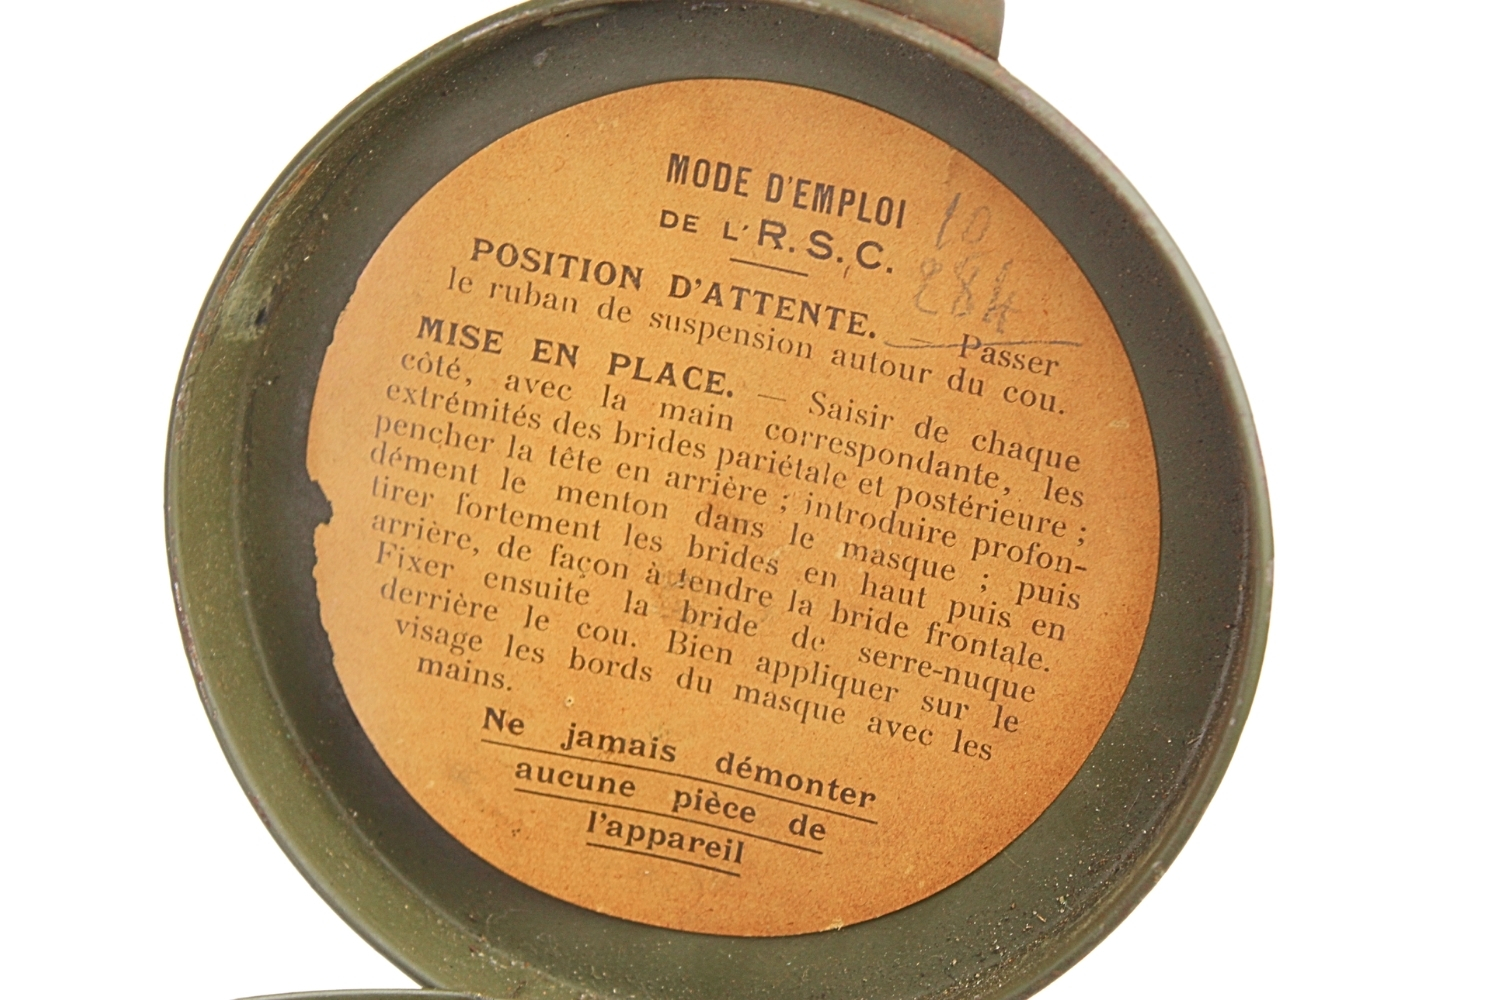 MODE D'EMPLOI
DE L'R.S.C.
POSITION D'ATTENTE. — Passer
le ruban de suspension autour du cou.
MISE EN PLACE. — Saisir de chaque
côté, avec la main correspondante, les
extrémités des brides pariétale et postérieure ;
pencher la tête en arrière ; introduire profon-
dément le menton dans le masque ; puis
tirer fortement les brides en haut puis en
arrière, de façon à tendre la bride frontale.
Fixer ensuite la bride de serre-nuque
derrière le cou. Bien appliquer sur le
visage les bords du masque avec les
mains.
Ne jamais démonter
aucune pièce de
l'appareil